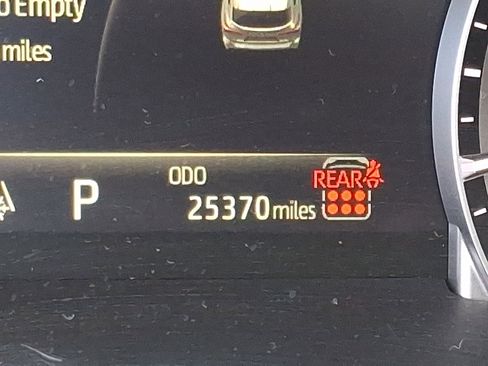 o Empty
miles
ODO
P
25370 miles
REAR